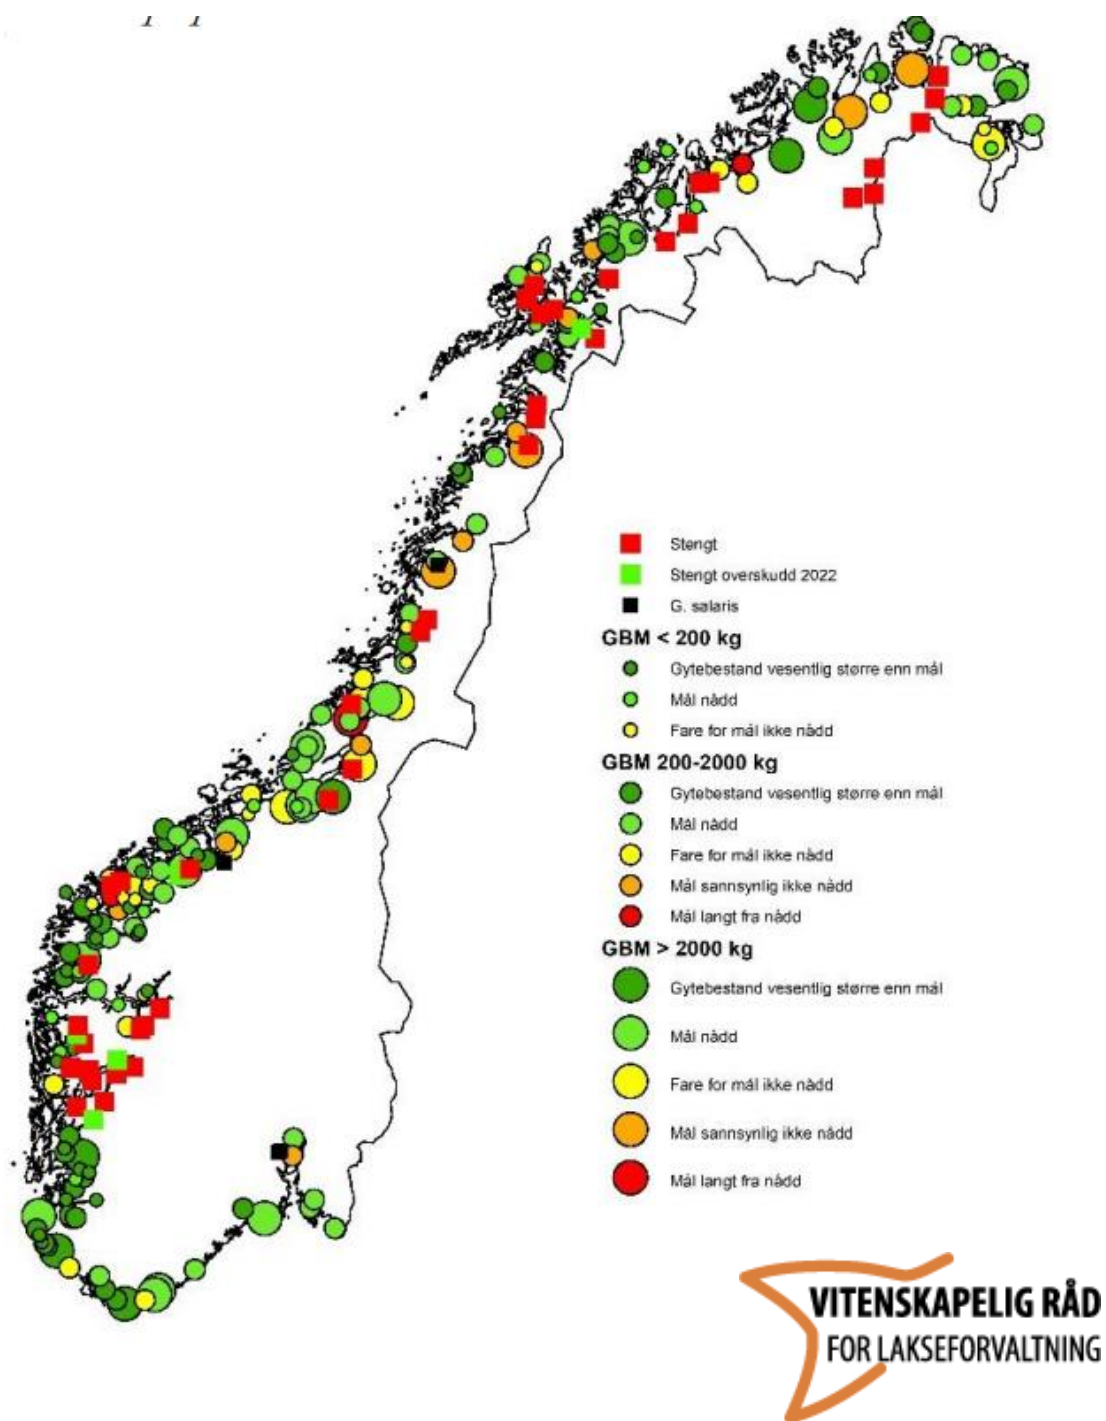 Stengt
Stengt overskudd 2022
G. salaris
GBM < 200 kg
Gytebestand vesentlig større enn mål
Mål nådd
Fare for mål ikke nådd
GBM 200-2000 kg
Gytebestand vesentlig større enn mål
Mål nådd
Fare for mål ikke nådd
Mål sannsynlig ikke nådd
Mål langt fra nådd
GBM > 2000 kg
Gytebestand vesentlig større enn mål
Mål nådd
Fare for mål ikke nådd
Mål sannsynlig ikke nådd
Mål langt fra nådd
VITENSKAPELIG RÅD
FOR LAKSEFORVALTNING